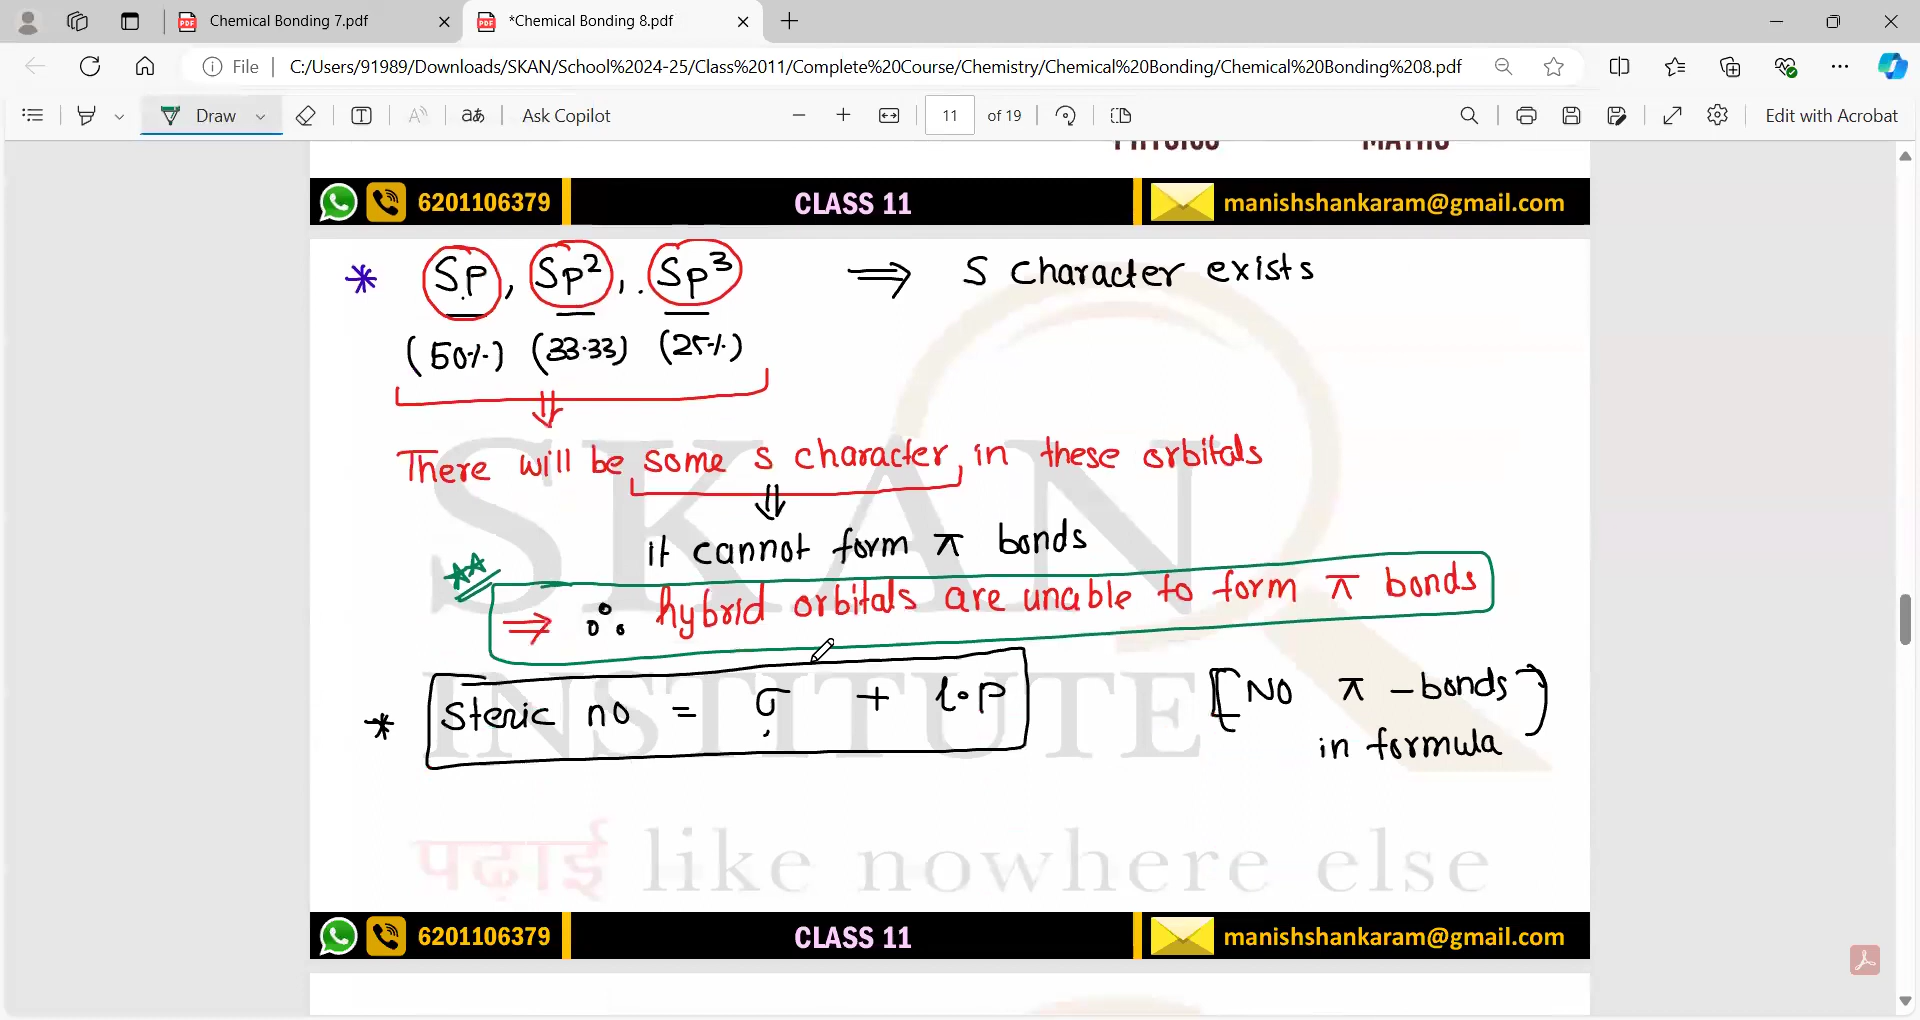 Chemical Bonding 7.pdf
*Chemical Bonding 8.pdf
File
C:/Users/91989/Downloads/SKAN/School%2024-25/Class%2011/Complete%20Course/Chemistry/Chemical%20Bonding/Chemical%20Bonding%208.pdf
Draw
Ask Copilot
11 of 19
Edit with Acrobat
PHYSICS MATHS
6201106379 CLASS 11 manishshankaram@gmail.com
* Sp, Sp², Sp³ ⇒ S character exists
(50%) (33.33) (25%)
There will be some s character in these orbitals
it cannot form π bonds
⇒ ∴ hybrid orbitals are unable to form π bonds
* Steric no = σ + l.p [No π - bonds
in formula]
SKAN
INSTITUTE
पढ़ाई like nowhere else
6201106379 CLASS 11 manishshankaram@gmail.com